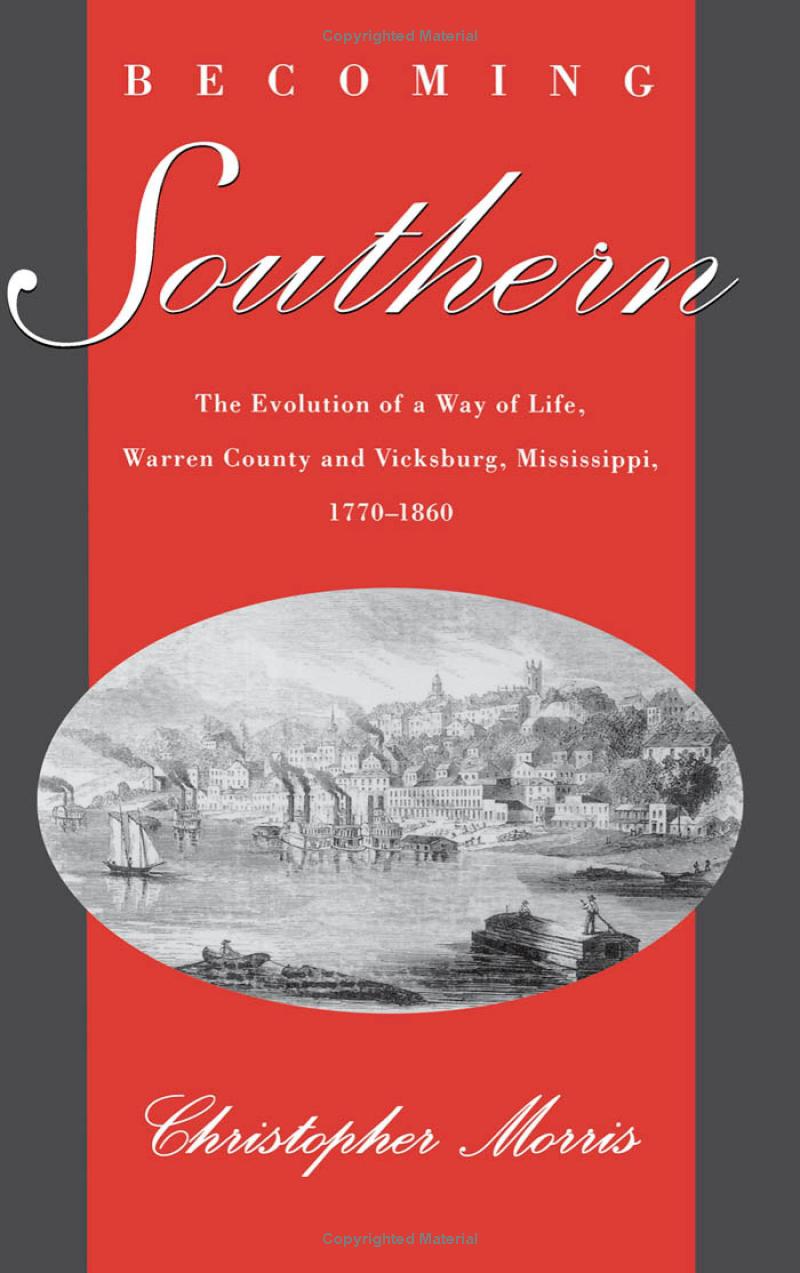 Copyrighted Material
BECOMING
Southern
The Evolution of a Way of Life,
Warren County and Vicksburg, Mississippi,
1770–1860
Christopher Morris
Copyrighted Material